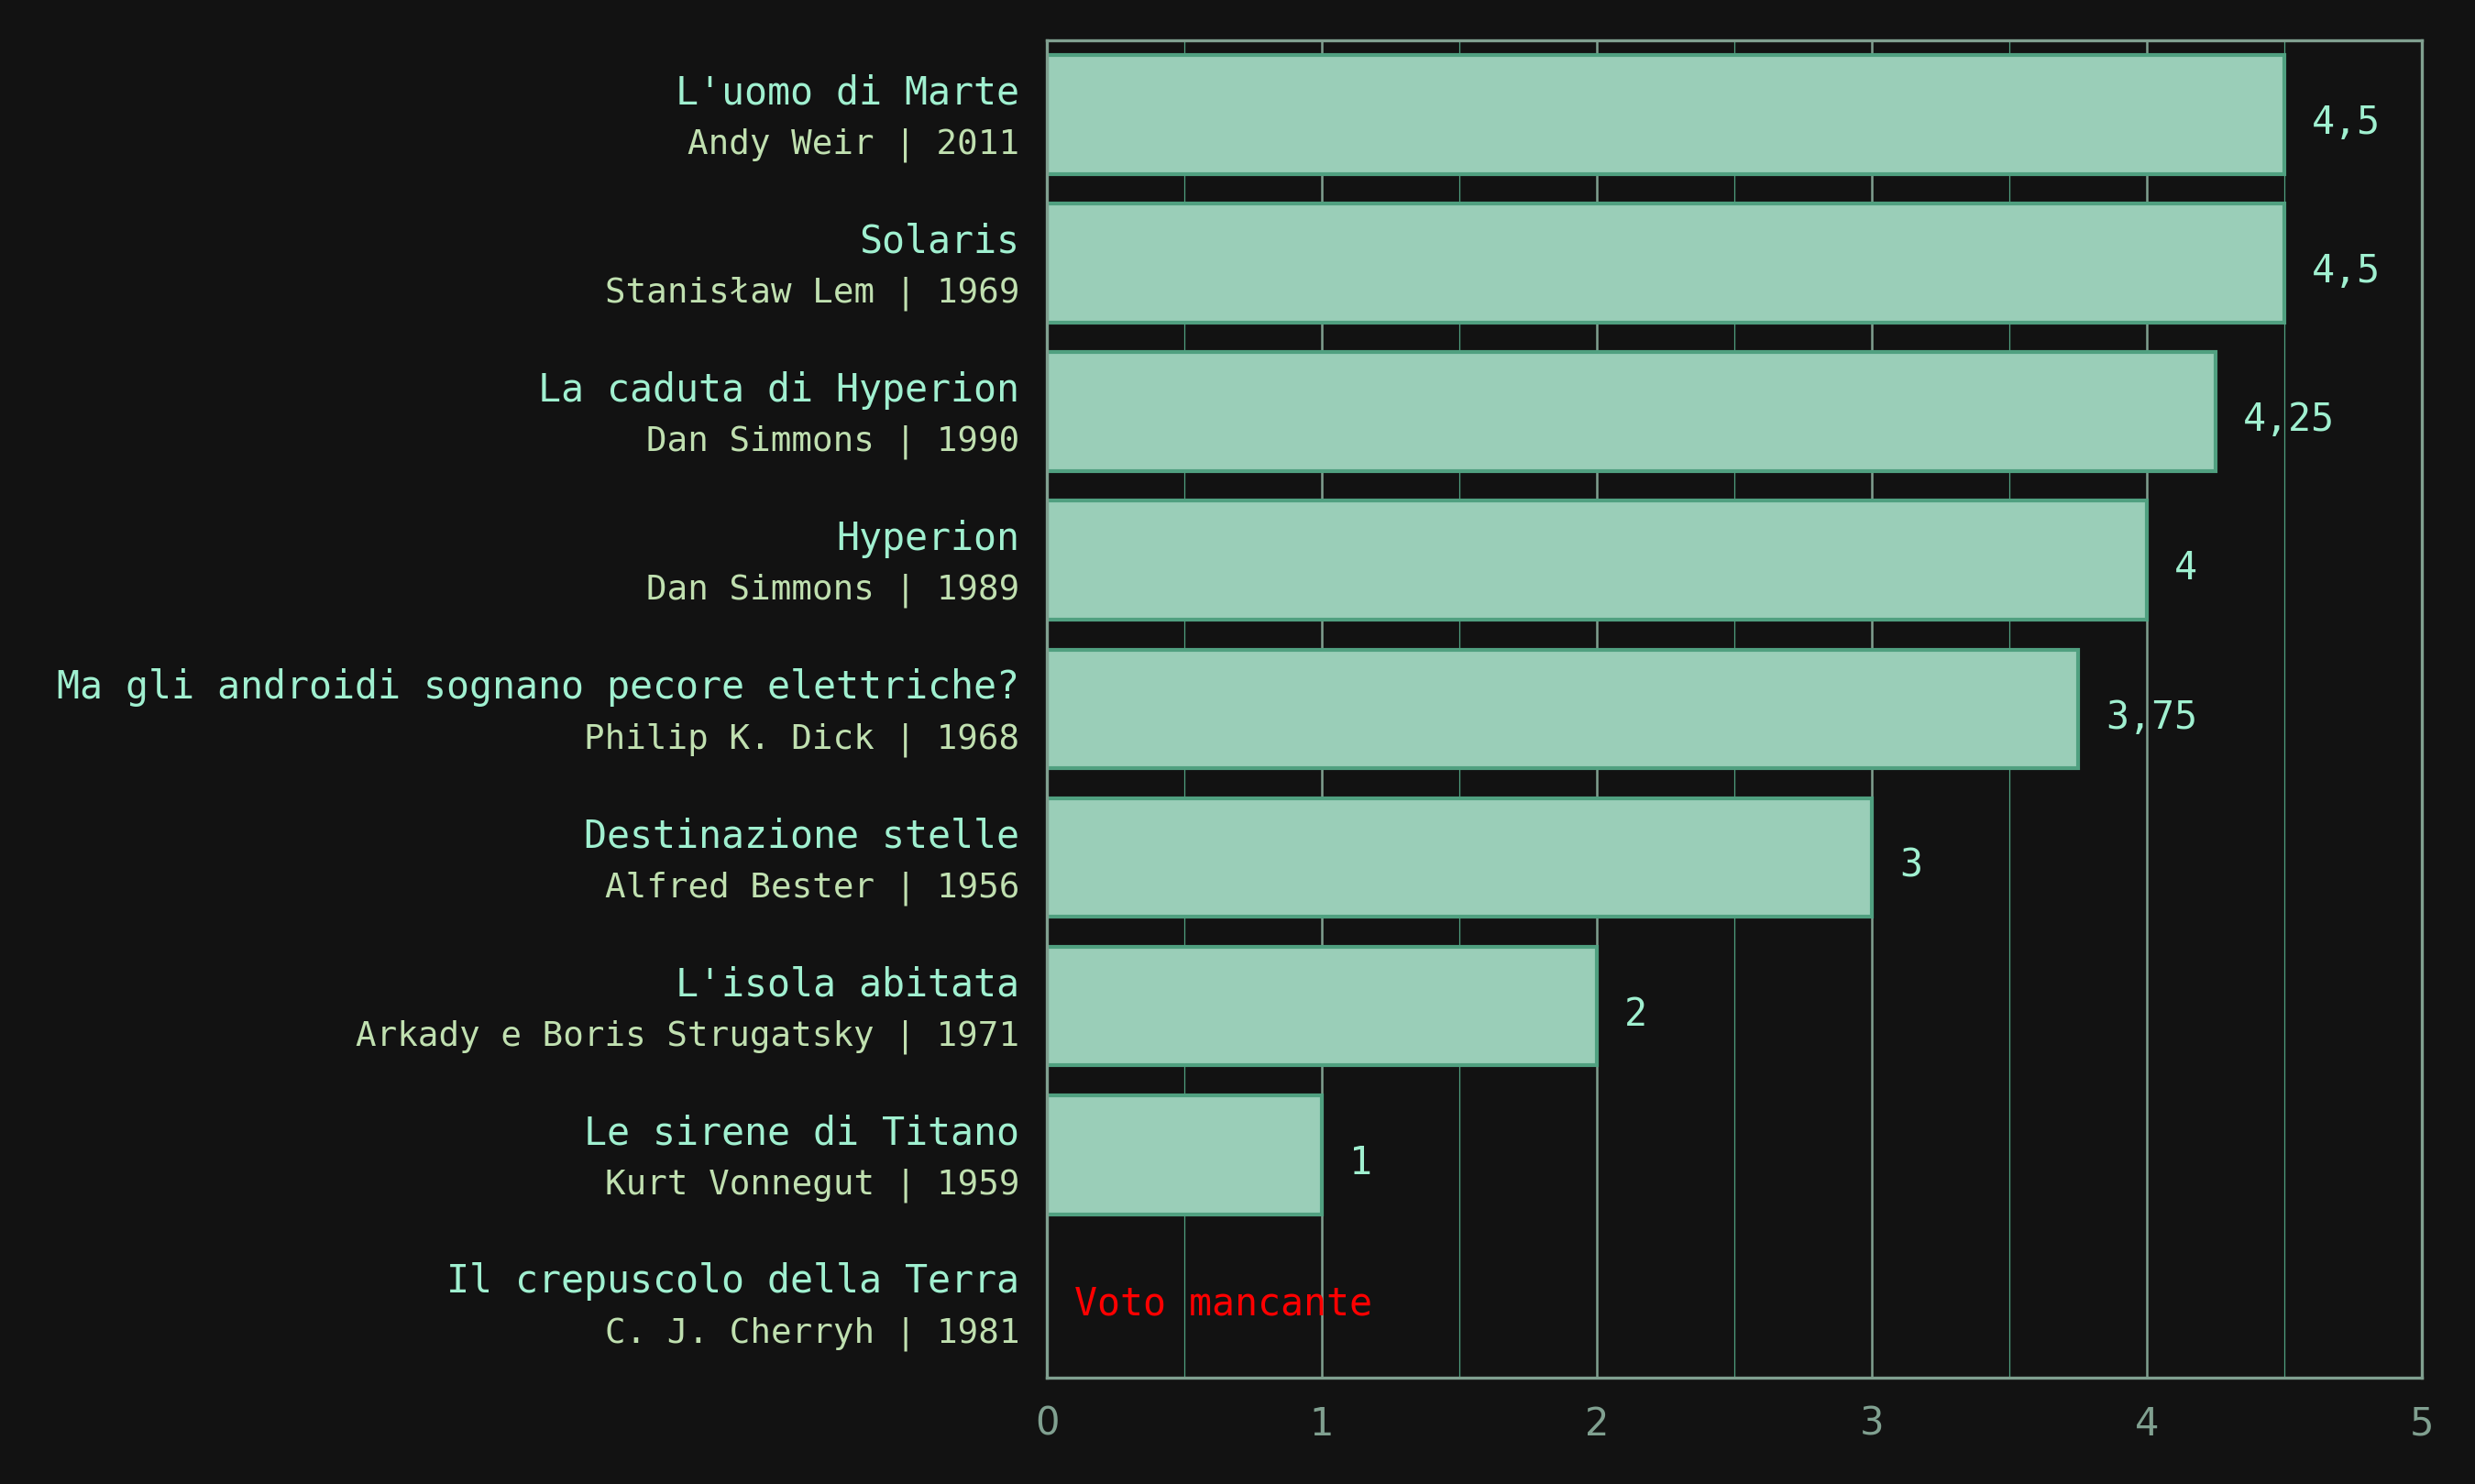 L'uomo di Marte
Andy Weir | 2011
4,5
Solaris
Stanisław Lem | 1969
4,5
La caduta di Hyperion
Dan Simmons | 1990
4,25
Hyperion
Dan Simmons | 1989
4
Ma gli androidi sognano pecore elettriche?
Philip K. Dick | 1968
3,75
Destinazione stelle
Alfred Bester | 1956
3
L'isola abitata
Arkady e Boris Strugatsky | 1971
2
Le sirene di Titano
Kurt Vonnegut | 1959
1
Il crepuscolo della Terra
C. J. Cherryh | 1981
Voto mancante
0 1 2 3 4 5